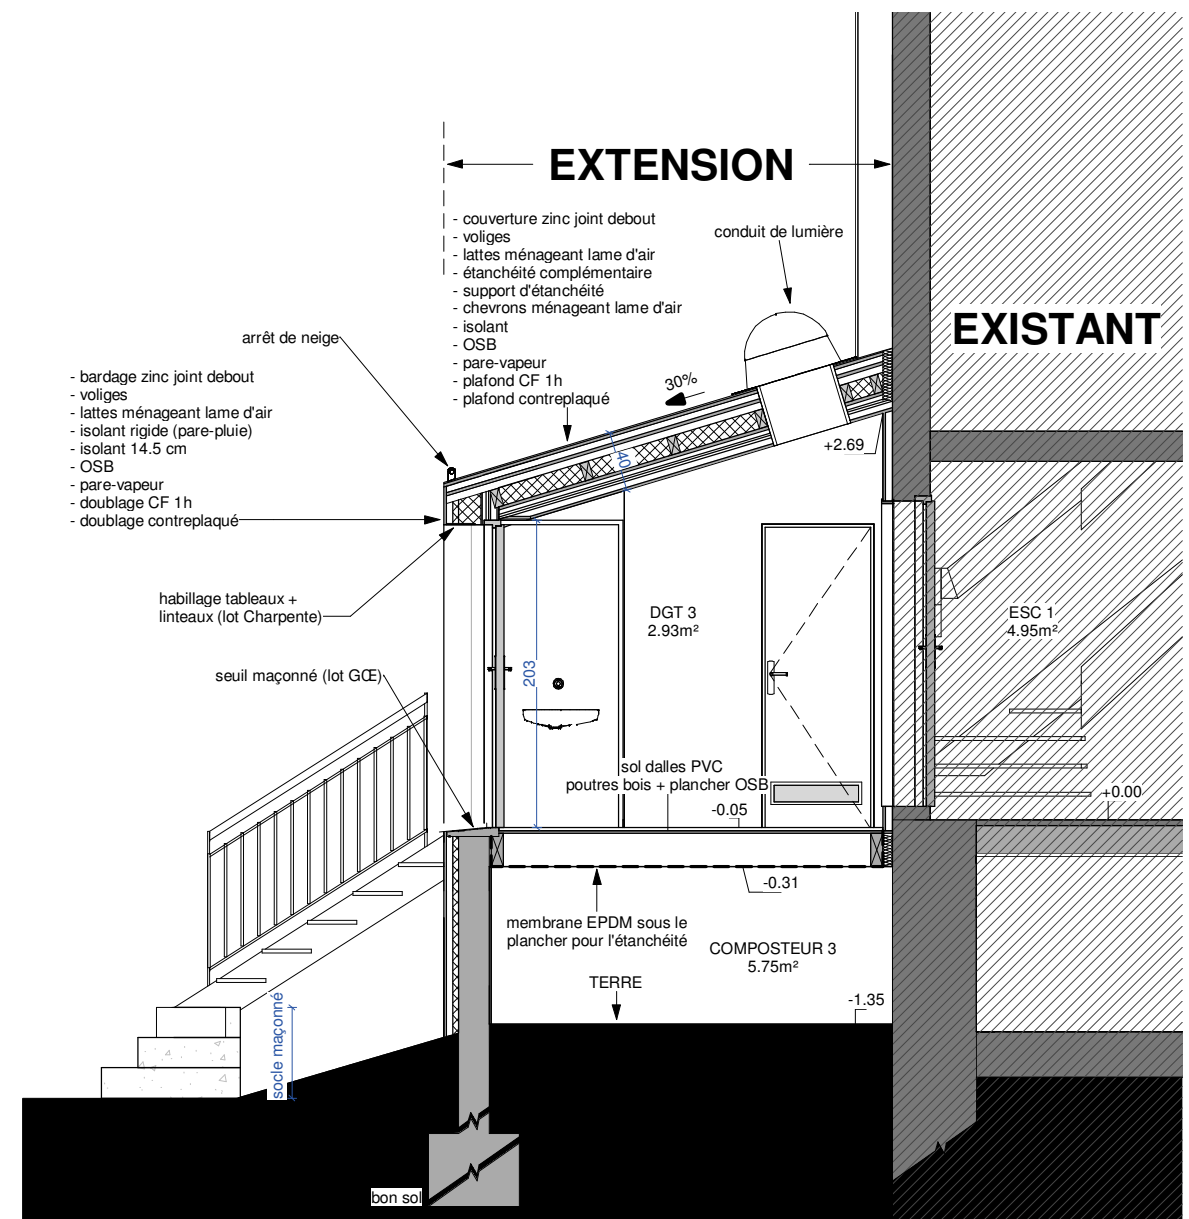 EXTENSION
- couverture zinc joint debout
- voliges
- lattes ménageant lame d'air
- étanchéité complémentaire
- support d'étanchéité
- chevrons ménageant lame d'air
- isolant
- OSB
- pare-vapeur
- plafond CF 1h
- plafond contreplaqué
conduit de lumière
EXISTANT
arrêt de neige
- bardage zinc joint debout
- voliges
- lattes ménageant lame d'air
- isolant rigide (pare-pluie)
- isolant 14.5 cm
- OSB
- pare-vapeur
- doublage CF 1h
- doublage contreplaqué
30%
+2.69
40
habillage tableaux +
linteaux (lot Charpente)
DGT 3
2.93m²
ESC 1
4.95m²
seuil maçonné (lot GŒ)
203
sol dalles PVC
poutres bois + plancher OSB
-0.05
+0.00
-0.31
membrane EPDM sous le
plancher pour l'étanchéité
COMPOSTEUR 3
5.75m²
TERRE
-1.35
socle maçonné
bon sol